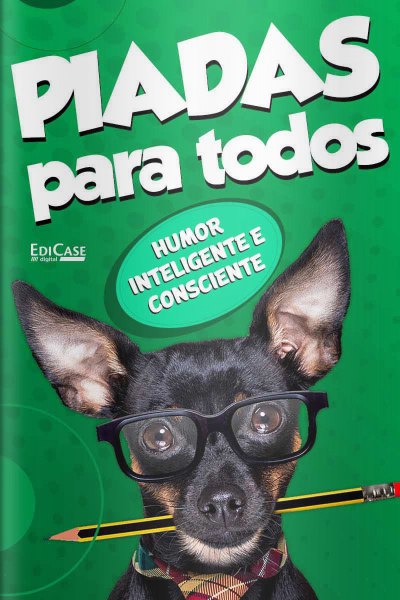 PIADAS
para todos
HUMOR
INTELIGENTE E
CONSCIENTE
EDICASE
digital